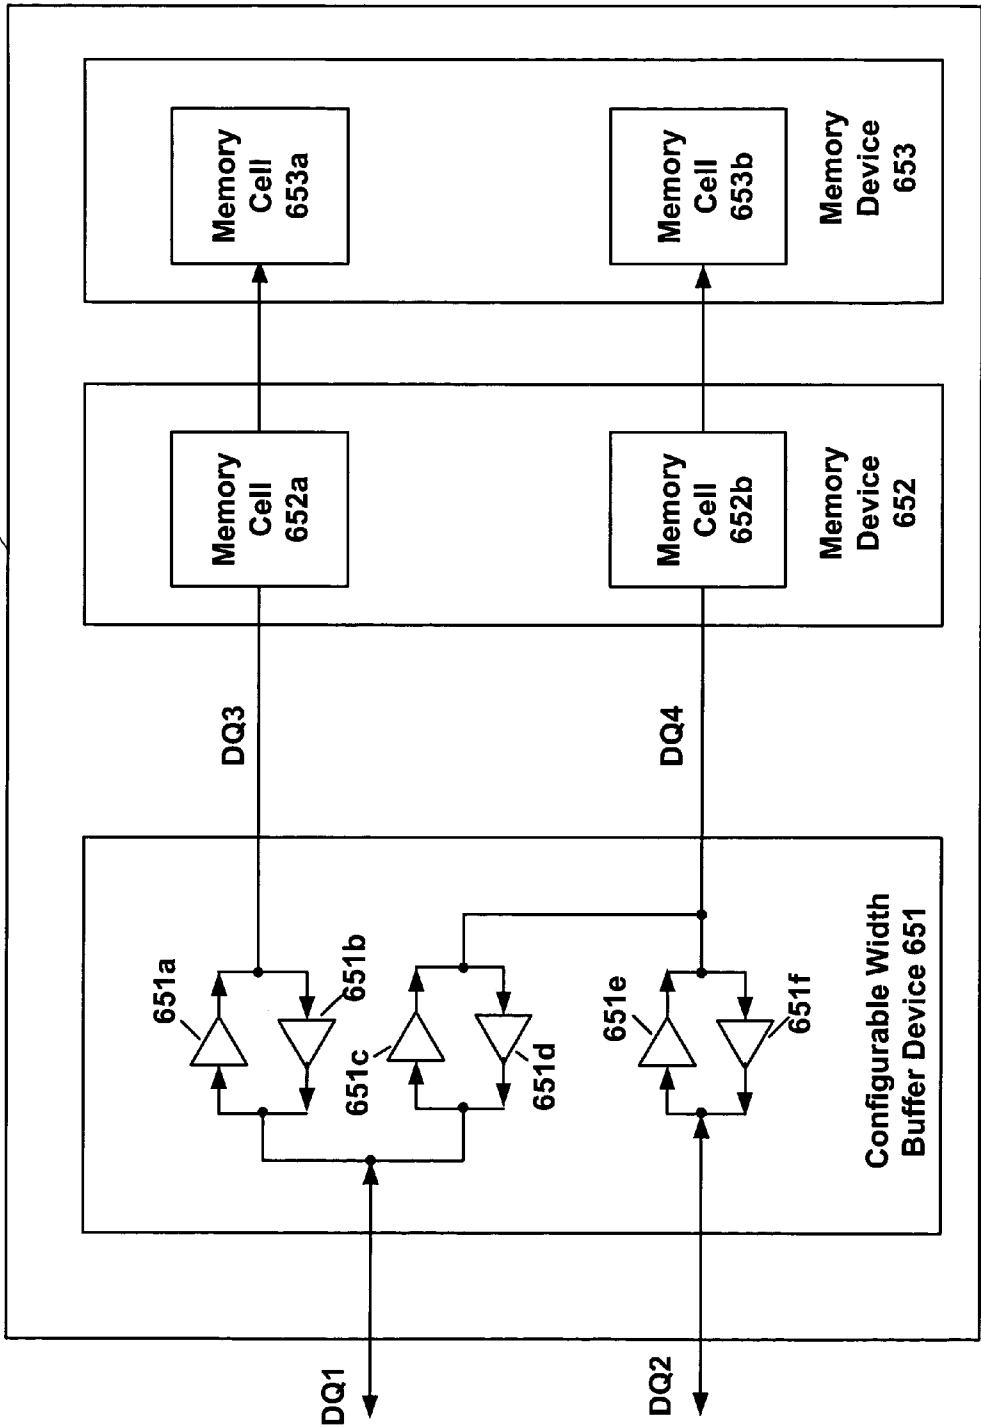 DQ1
DQ2
651a
651b
651c
651d
651e
651f
Configurable Width
Buffer Device 651
DQ3
DQ4
Memory
Cell
652a
Memory
Cell
652b
Memory
Device
652
Memory
Cell
653a
Memory
Cell
653b
Memory
Device
653